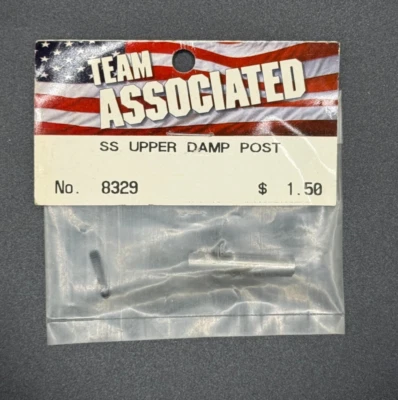 TEAM
ASSOCIATED
SS UPPER DAMP POST
No. 8329 $ 1.50